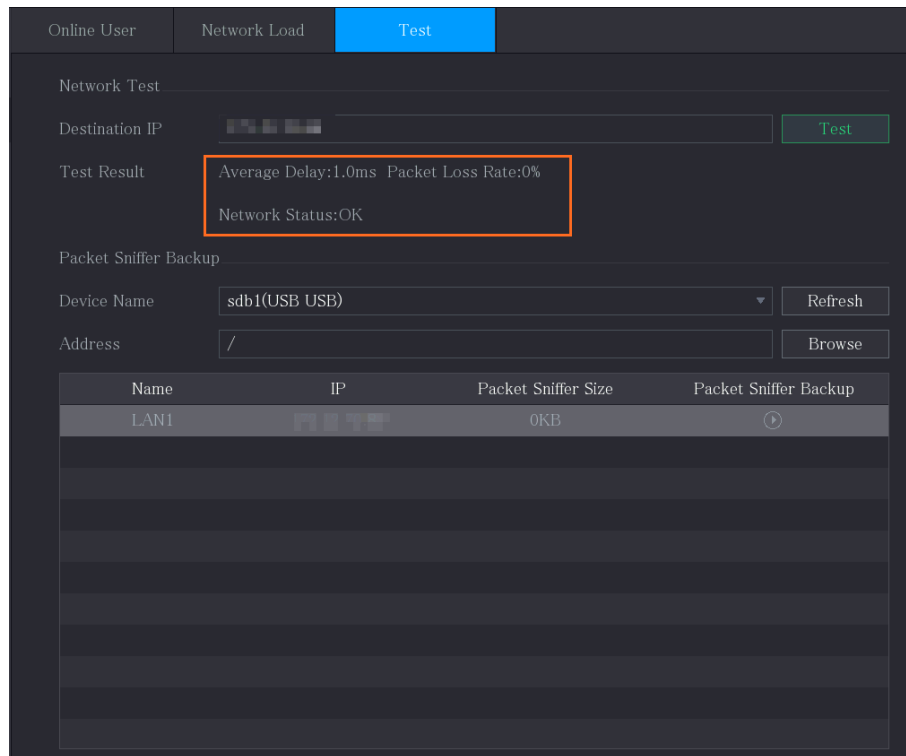 Online User Network Load Test
Network Test
Destination IP Test
Test Result Average Delay:1.0ms Packet Loss Rate:0%
Network Status:OK
Packet Sniffer Backup
Device Name sdb1(USB USB) Refresh
Address / Browse
Name IP Packet Sniffer Size Packet Sniffer Backup
LAN1 0KB